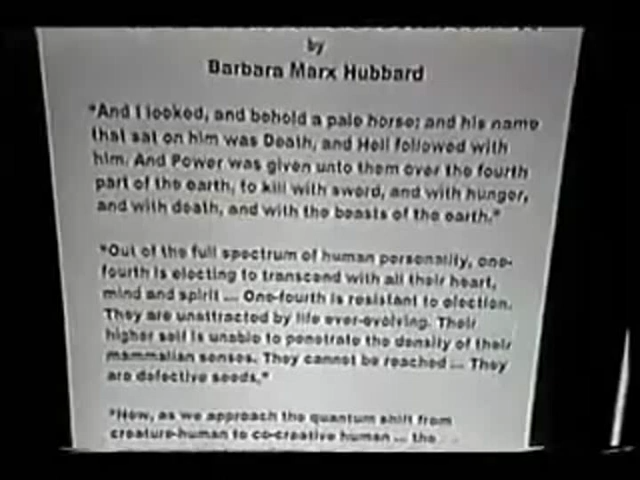 by
Barbara Marx Hubbard
"And I looked, and behold a pale horse; and his name
that sat on him was Death, and Hell followed with
him. And Power was given unto them over the fourth
part of the earth, to kill with sword, and with hunger,
and with death, and with the beasts of the earth."
"Out of the full spectrum of human personality, one-
fourth is electing to transcend with all their heart,
mind and spirit ... One-fourth is resistant to election.
They are unattracted by life ever-evolving. Their
higher self is unable to penetrate the density of their
mammalian senses. They cannot be reached ... They
are defective seeds."
"Now, as we approach the quantum shift from
creature-human to co-creative human ... the